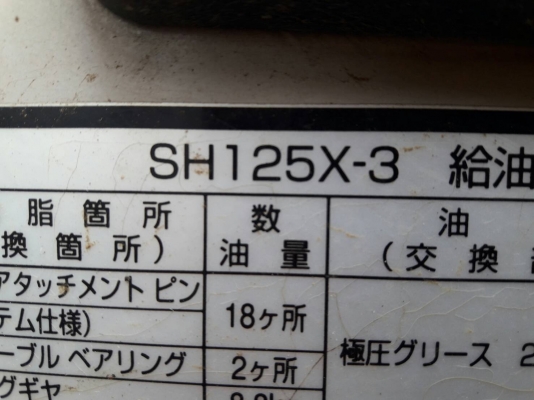 SH125X-3 給油
脂箇所 数 油
換箇所) 油量 (交換
アタッチメントピン 18ヶ所
テム仕様)
ーブルベアリング 2ヶ所 極圧グリース 2
グギヤ